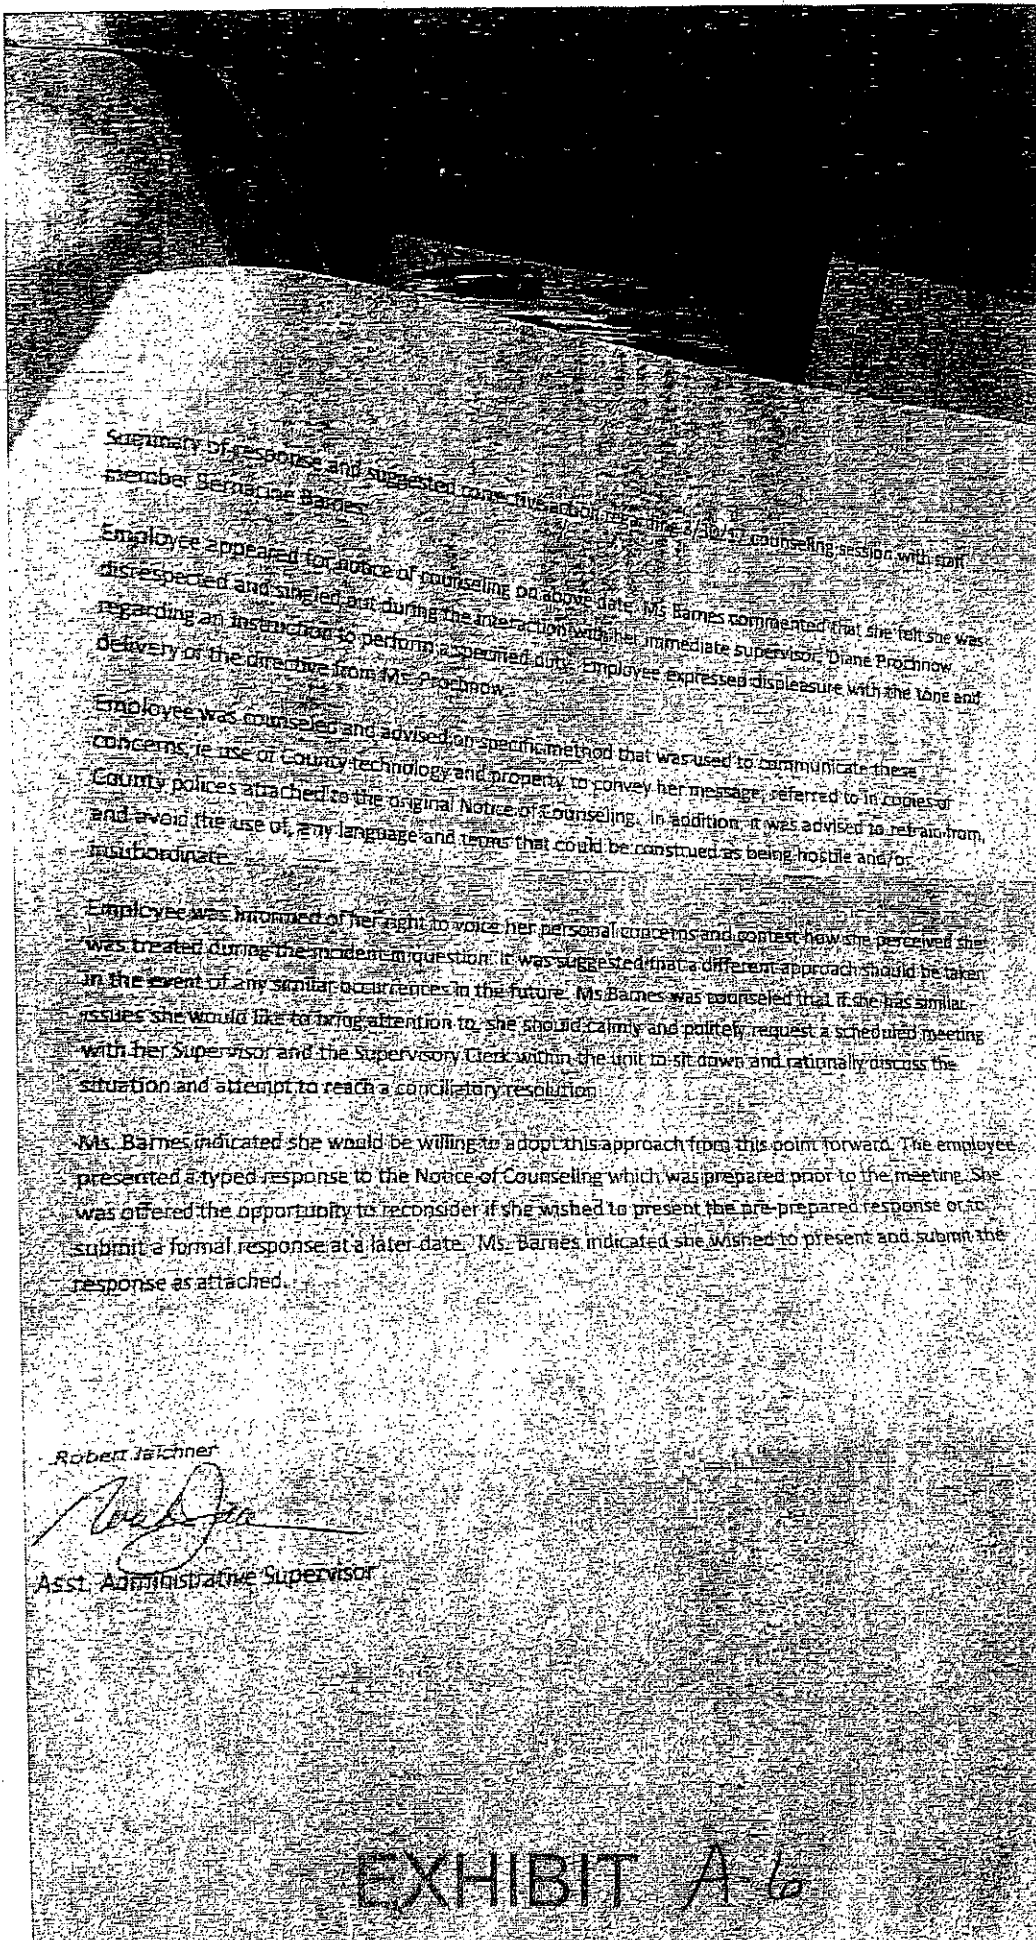 Summary of response and suggested corrective action regarding 8/30/17 counseling session with staff
member Bernadine Barnes.
Employee appeared for notice of counseling on above date. Ms Barnes commented that she felt she was
disrespected and singled out during the interaction with her immediate supervisor, Diane Prochnow
regarding an instruction to perform a specified duty. Employee expressed displeasure with the tone and
delivery of the directive from Ms. Prochnow.
Employee was counseled and advised on specific method that was used to communicate these
concerns, ie use of County technology and property to convey her message, referred to in copies of
County polices attached to the original Notice of Counseling. In addition, it was advised to refrain from,
and avoid the use of, any language and terms that could be construed as being hostile and/or
insubordinate.
Employee was informed of her right to voice her personal concerns and contest how she perceived she
was treated during the incident in question. It was suggested that a different approach should be taken
in the event of any similar occurrences in the future. Ms Barnes was counseled that if she has similar
issues she would like to bring attention to, she should calmly and politely request a scheduled meeting
with her Supervisor and the Supervisory Clerk within the unit to sit down and rationally discuss the
situation and attempt to reach a conciliatory resolution.
Ms. Barnes indicated she would be willing to adopt this approach from this point forward. The employee
presented a typed response to the Notice of Counseling which was prepared prior to the meeting. She
was offered the opportunity to reconsider if she wished to present the pre-prepared response or to
submit a formal response at a later date. Ms. Barnes indicated she wished to present and submit the
response as attached.
Robert Jaichner
Asst. Administrative Supervisor
EXHIBIT A-6